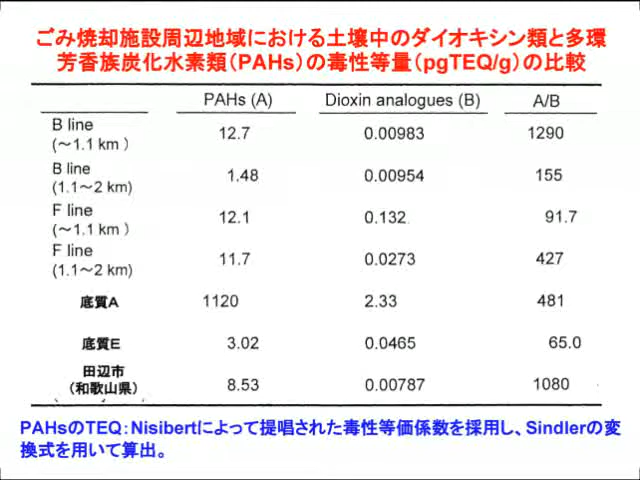 ごみ焼却施設周辺地域における土壌中のダイオキシン類と多環
芳香族炭化水素類(PAHs)の毒性等量(pgTEQ/g)の比較
PAHs (A) Dioxin analogues (B) A/B
B line
(~1.1 km ) 12.7 0.00983 1290
B line
(1.1~2 km) 1.48 0.00954 155
F line
(~1.1 km ) 12.1 0.132 91.7
F line
(1.1~2 km) 11.7 0.0273 427
底質A 1120 2.33 481
底質E 3.02 0.0465 65.0
田辺市
(和歌山県) 8.53 0.00787 1080
PAHsのTEQ:Nisibertによって提唱された毒性等価係数を採用し、Sindlerの変
換式を用いて算出。